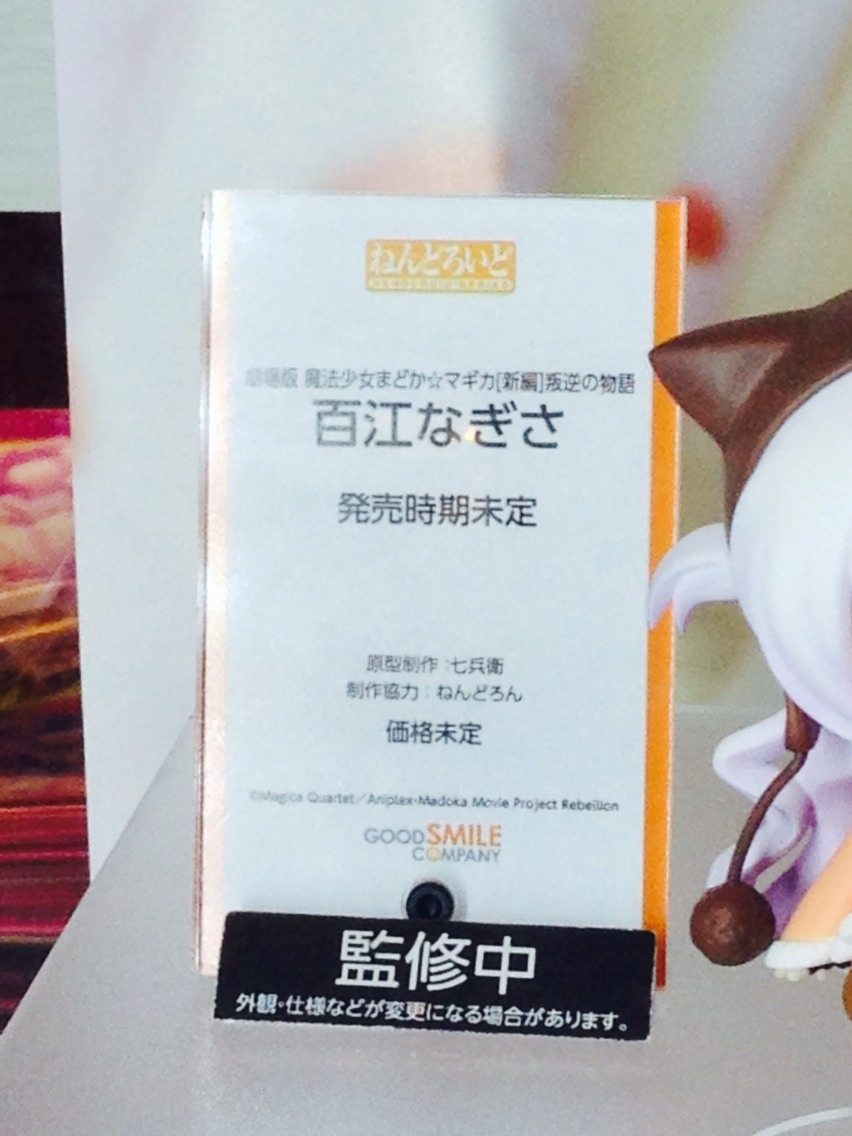 ねんどろいど
劇場版 魔法少女まどか☆マギカ[新編]叛逆の物語
百江なぎさ
発売時期未定
原型制作：七兵衛
制作協力：ねんどろん
価格未定
©Magica Quartet／Aniplex・Madoka Movie Project Rebellion
GOOD SMILE
COMPANY
監修中
外観・仕様などが変更になる場合があります。